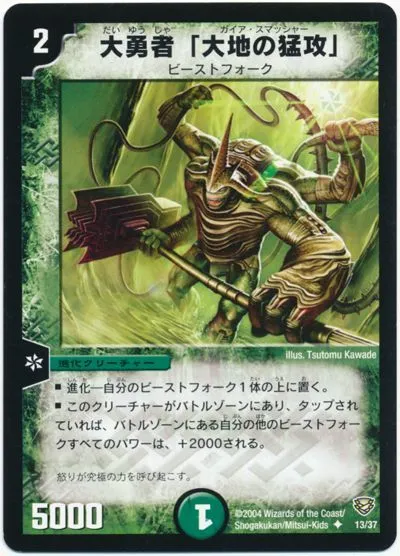 2
だい ゆう しゃ ガイア・スマッシャー
大勇者 「大地の猛攻」
ビーストフォーク
illus. Tsutomu Kawade
進化クリーチャー
■ 進化―自分のビーストフォーク1体の上に置く。
■ このクリーチャーがバトルゾーンにあり、タップされ
ていれば、バトルゾーンにある自分の他のビーストフォー
クすべてのパワーは、+2000される。
怒りが究極の力を呼び起こす。
5000
1
©2004 Wizards of the Coast/
Shogakukan/Mitsui-Kids
13/37